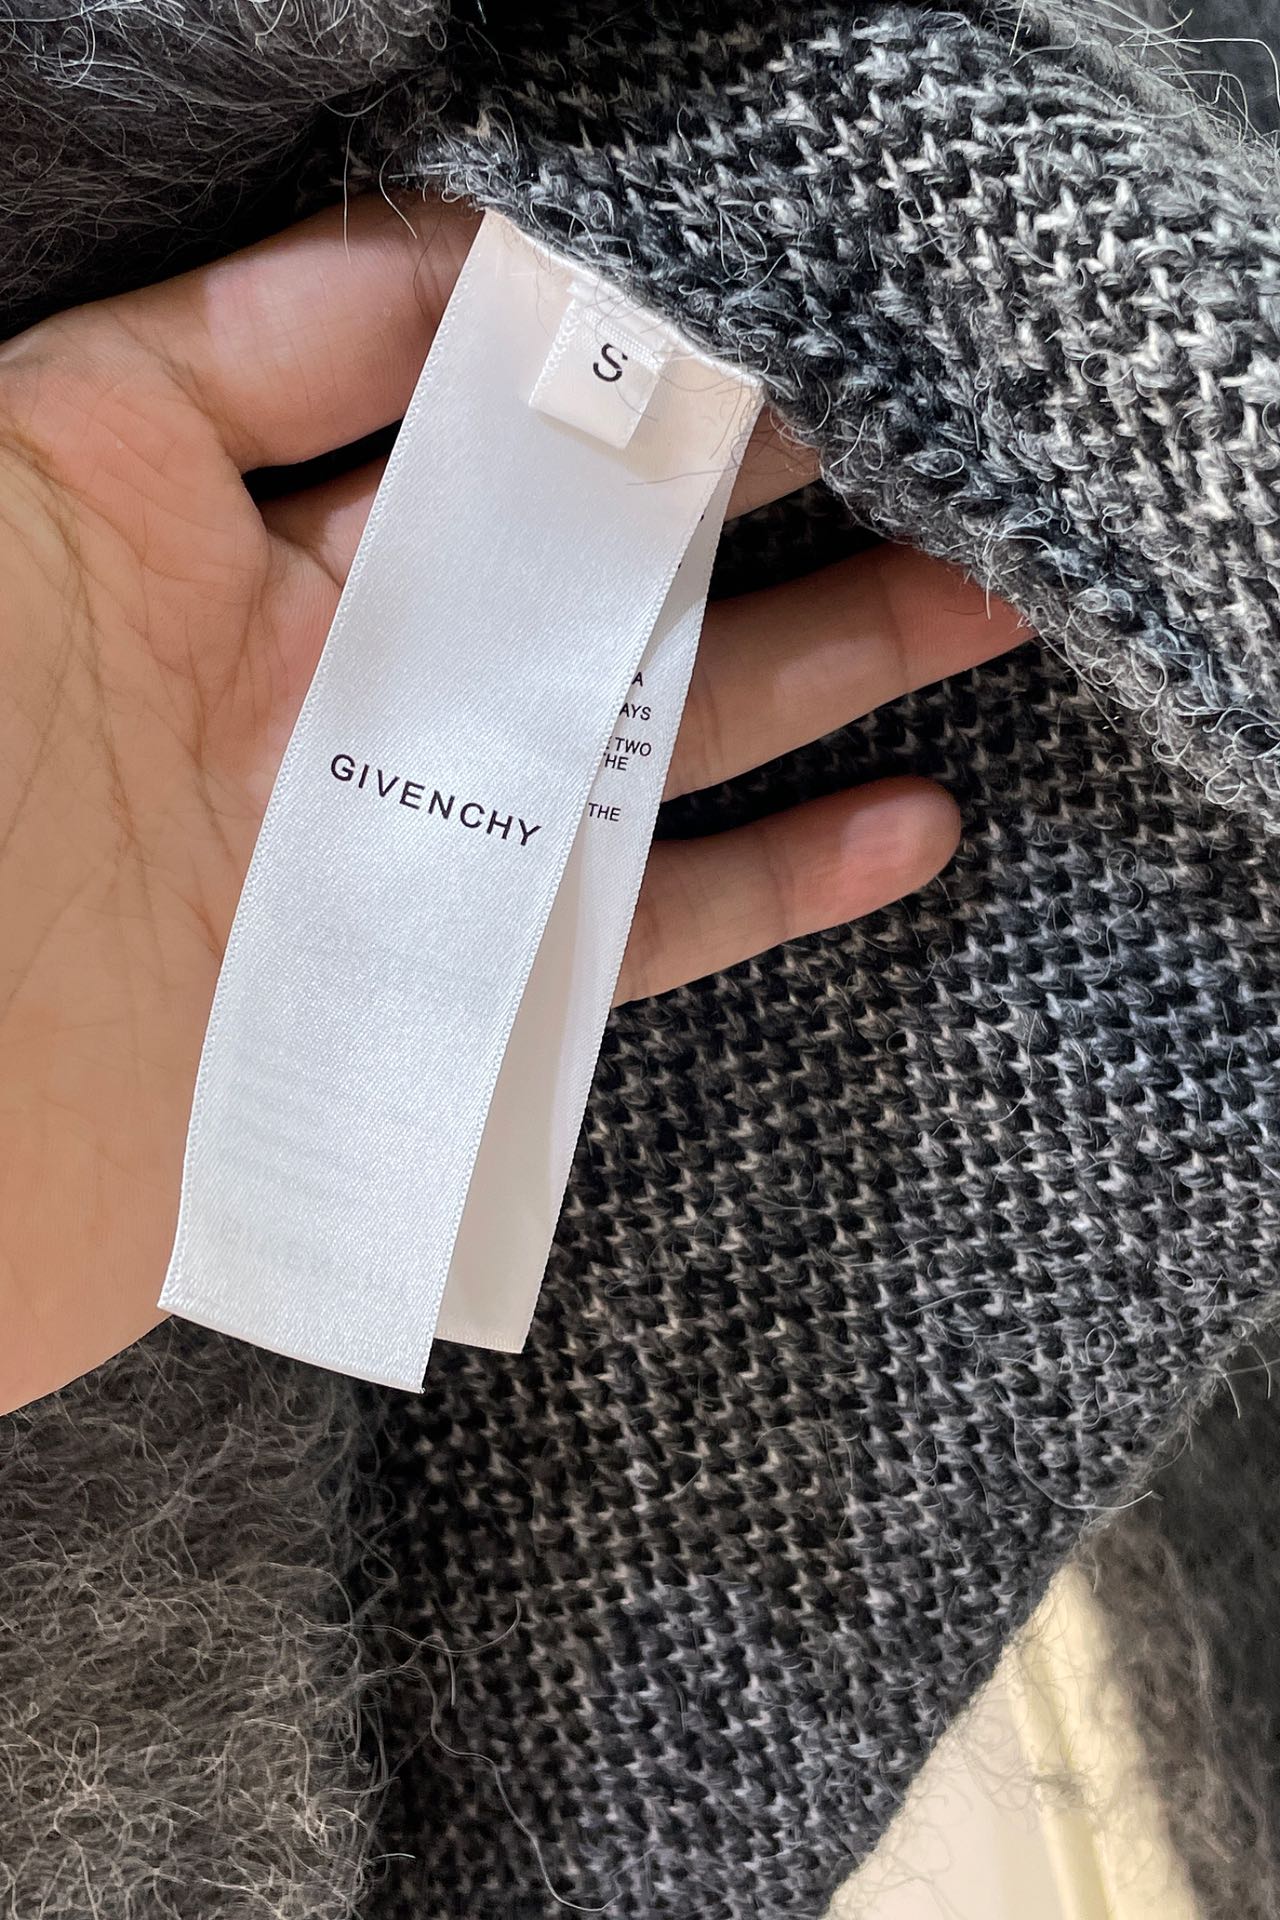 S
GIVENCHY
A
AYS
TWO
THE
THE